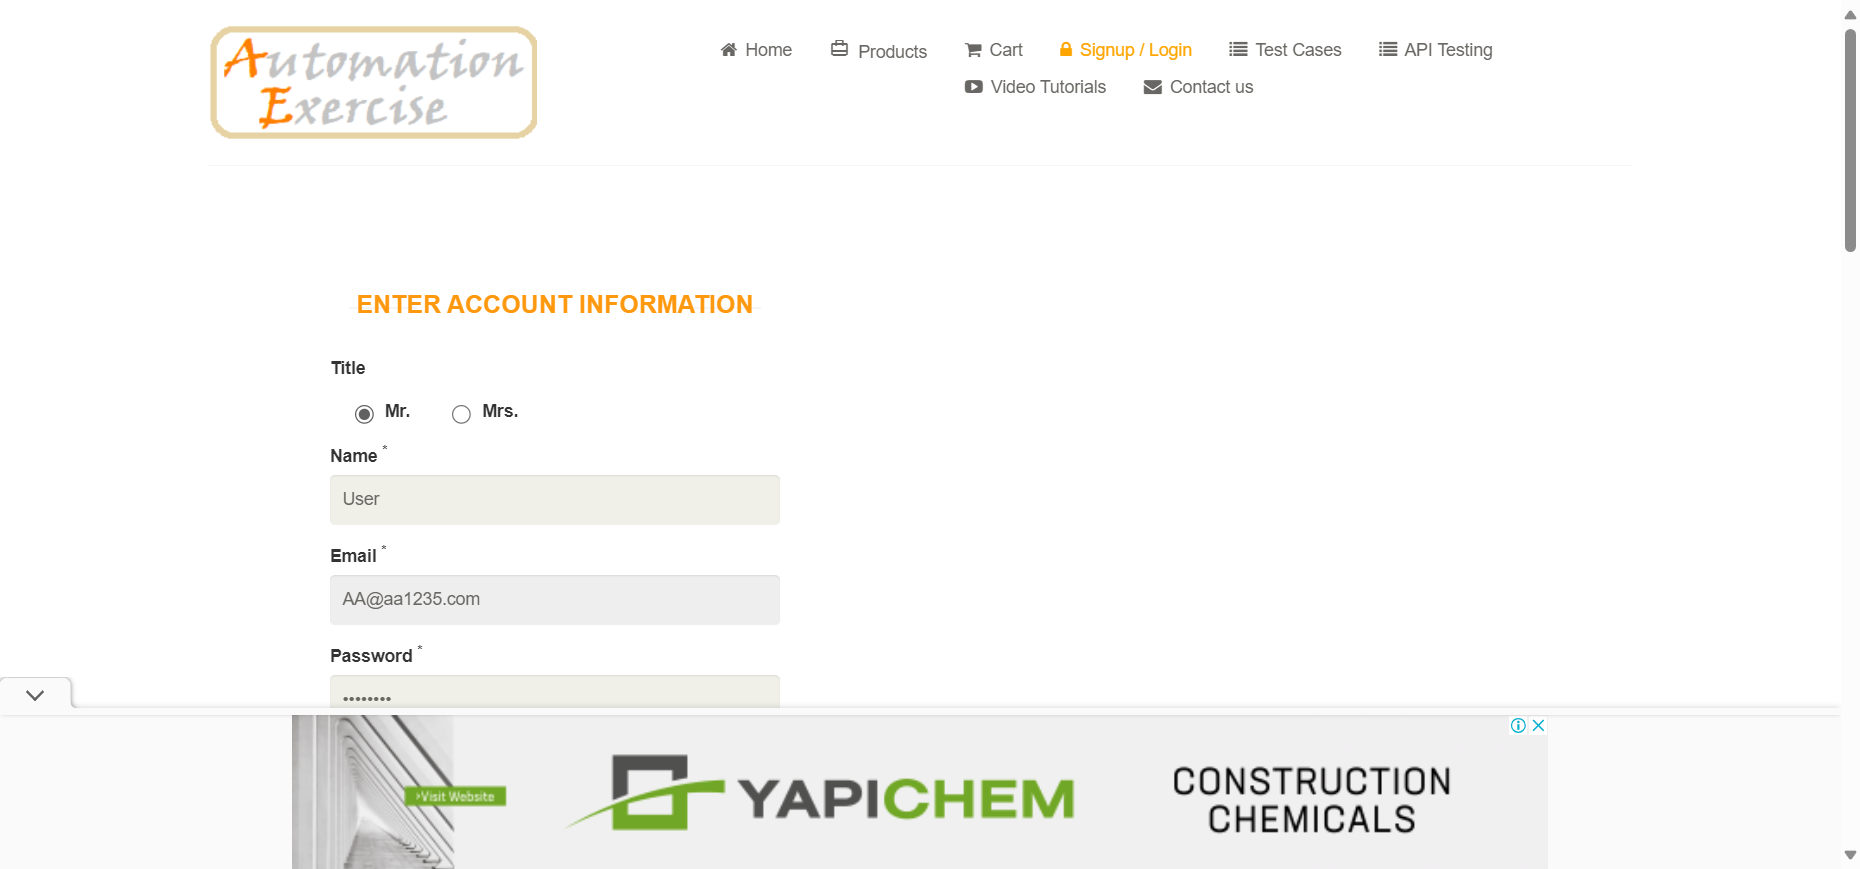 Automation
Exercise
Home
Products
Cart
Signup / Login
Test Cases
API Testing
Video Tutorials
Contact us
ENTER ACCOUNT INFORMATION
Title
Mr.
Mrs.
Name *
User
Email *
AA@aa1235.com
Password *
••••••••
>Visit Website
YAPICHEM
CONSTRUCTION
CHEMICALS